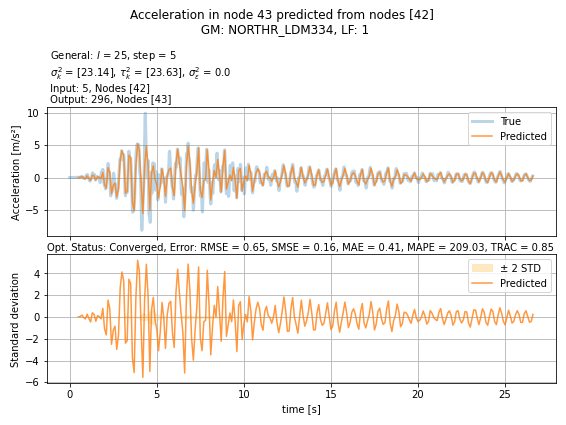 Acceleration in node 43 predicted from nodes [42]
GM: NORTHR_LDM334, LF: 1
General: l = 25, step = 5
σ²ₖ = [23.14], τ²ₖ = [23.63], σ²ε = 0.0
Input: 5, Nodes [42]
Output: 296, Nodes [43]
Acceleration [m/s²]
10
5
0
−5
True
Predicted
Opt. Status: Converged, Error: RMSE = 0.65, SMSE = 0.16, MAE = 0.41, MAPE = 209.03, TRAC = 0.85
Standard deviation
4
2
0
−2
−4
−6
± 2 STD
Predicted
0 5 10 15 20 25
time [s]